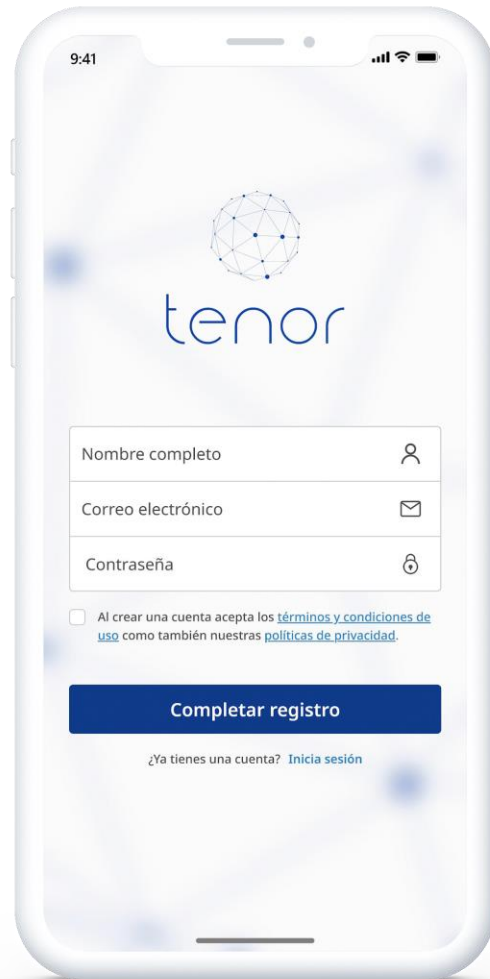 9:41
tenor
Nombre completo
Correo electrónico
Contraseña
Al crear una cuenta acepta los términos y condiciones de
uso como también nuestras políticas de privacidad.
Completar registro
¿Ya tienes una cuenta? Inicia sesión